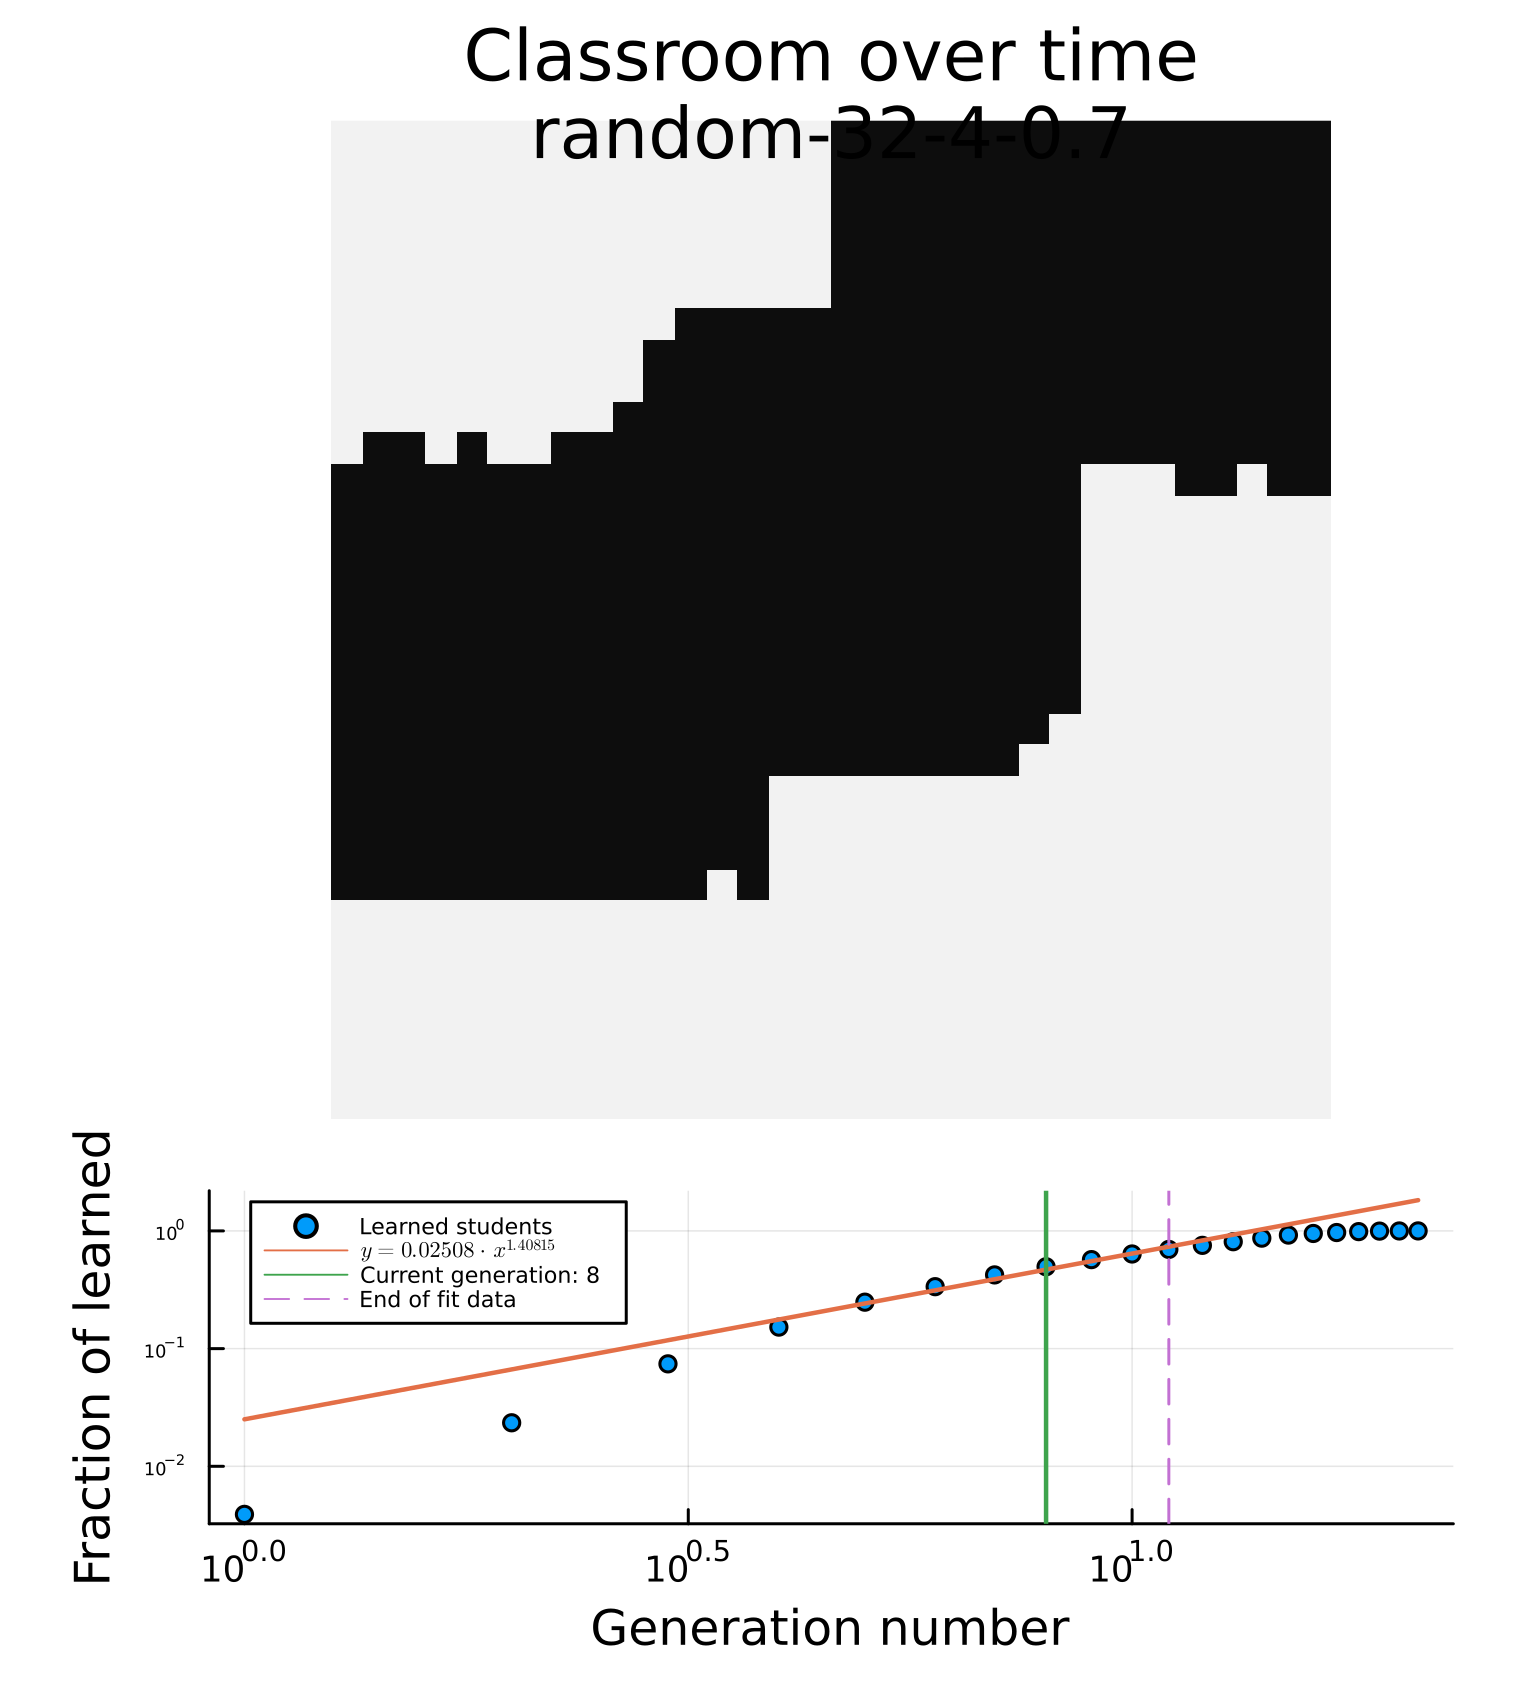 Classroom over time
random-32-4-0.7
Fraction of learned
10^0
10^−1
10^−2
Learned students
y = 0.02508 · x^1.40815
Current generation: 8
End of fit data
10^0.0
10^0.5
10^1.0
Generation number